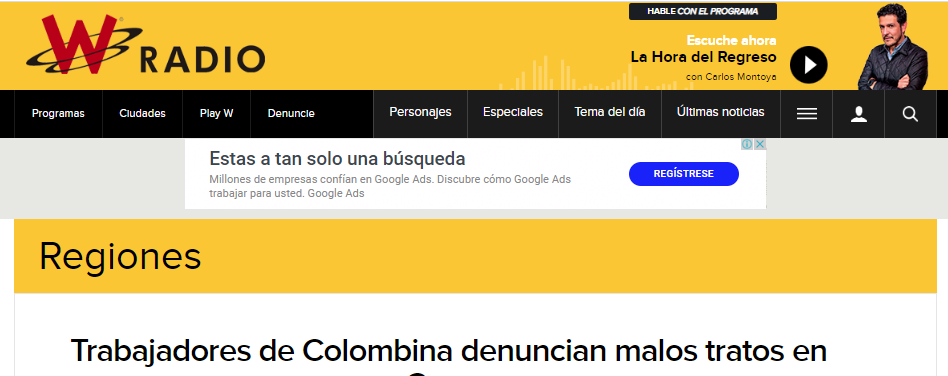 W RADIO
HABLE CON EL PROGRAMA
Escuche ahora
La Hora del Regreso
con Carlos Montoya
Programas
Ciudades
Play W
Denuncie
Personajes
Especiales
Tema del día
Últimas noticias
Estas a tan solo una búsqueda
Millones de empresas confían en Google Ads. Discubre cómo Google Ads
trabajar para usted. Google Ads
REGÍSTRESE
Regiones
Trabajadores de Colombina denuncian malos tratos en